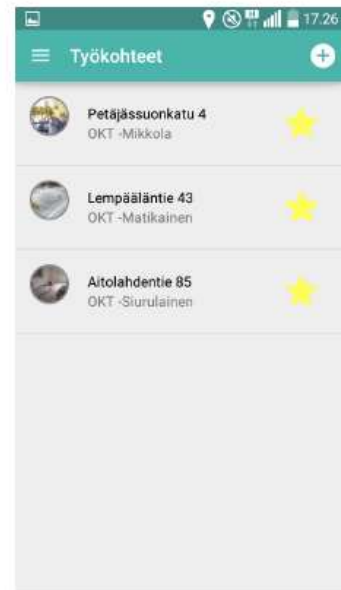 17.26
Työkohteet
Petäjässuonkatu 4
OKT -Mikkola
Lempääläntie 43
OKT -Matikainen
Aitolahdentie 85
OKT -Siurulainen